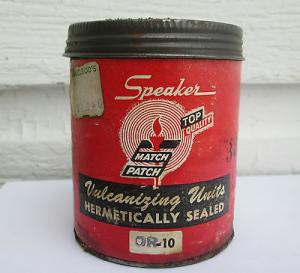 Speaker
TOP
QUALITY
MATCH
PATCH
Vulcanizing Units
HERMETICALLY SEALED
OR-10